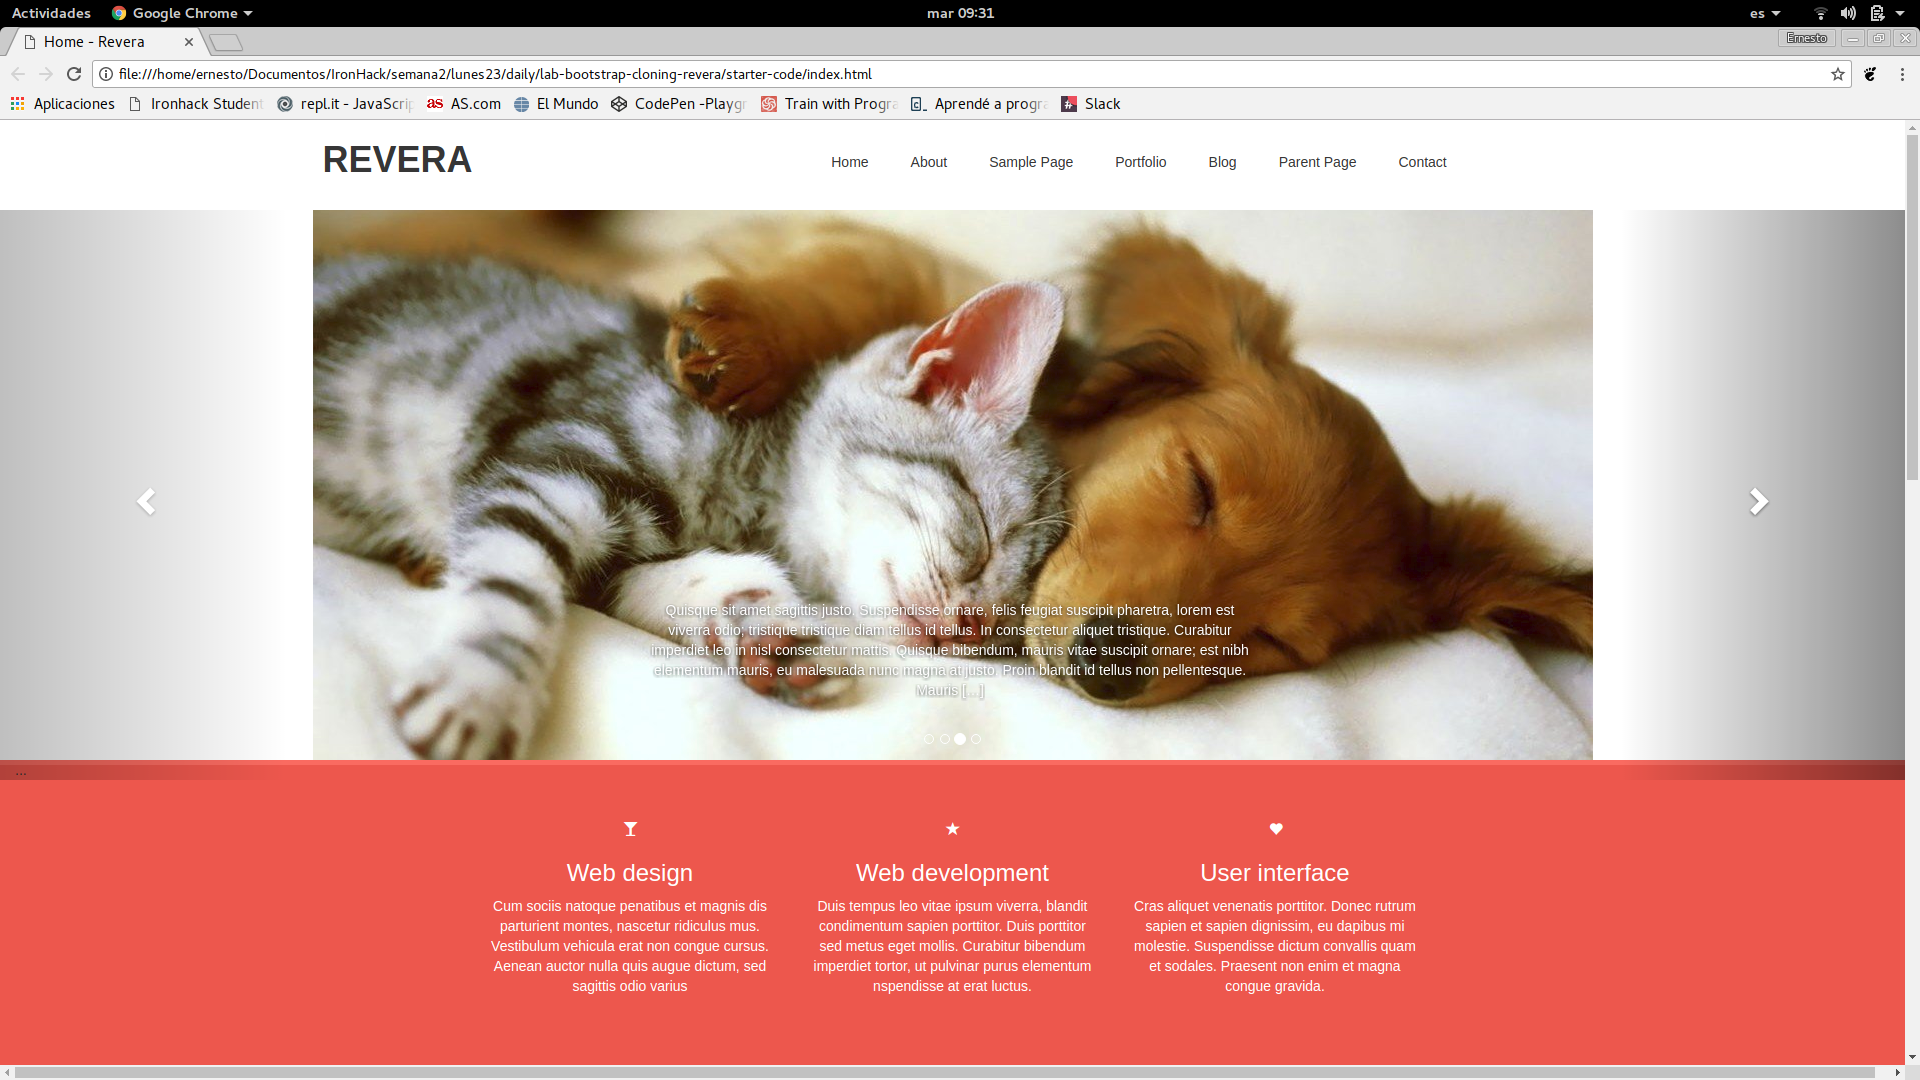 Actividades Google Chrome mar 09:31 es
Home - Revera Ernesto
file:///home/ernesto/Documentos/IronHack/semana2/lunes23/daily/lab-bootstrap-cloning-revera/starter-code/index.html
Aplicaciones Ironhack Student repl.it - JavaScrip AS.com El Mundo CodePen -Playgr Train with Progra Aprendé a progra Slack
REVERA Home About Sample Page Portfolio Blog Parent Page Contact
Quisque sit amet sagittis justo. Suspendisse ornare, felis feugiat suscipit pharetra, lorem est
viverra odio; tristique tristique diam tellus id tellus. In consectetur aliquet tristique. Curabitur
imperdiet leo in nisl consectetur mattis. Quisque bibendum, mauris vitae suscipit ornare; est nibh
elementum mauris, eu malesuada nunc magna at justo. Proin blandit id tellus non pellentesque.
Mauris [...]
...
Web design
Cum sociis natoque penatibus et magnis dis
parturient montes, nascetur ridiculus mus.
Vestibulum vehicula erat non congue cursus.
Aenean auctor nulla quis augue dictum, sed
sagittis odio varius
Web development
Duis tempus leo vitae ipsum viverra, blandit
condimentum sapien porttitor. Duis porttitor
sed metus eget mollis. Curabitur bibendum
imperdiet tortor, ut pulvinar purus elementum
nspendisse at erat luctus.
User interface
Cras aliquet venenatis porttitor. Donec rutrum
sapien et sapien dignissim, eu dapibus mi
molestie. Suspendisse dictum convallis quam
et sodales. Praesent non enim et magna
congue gravida.